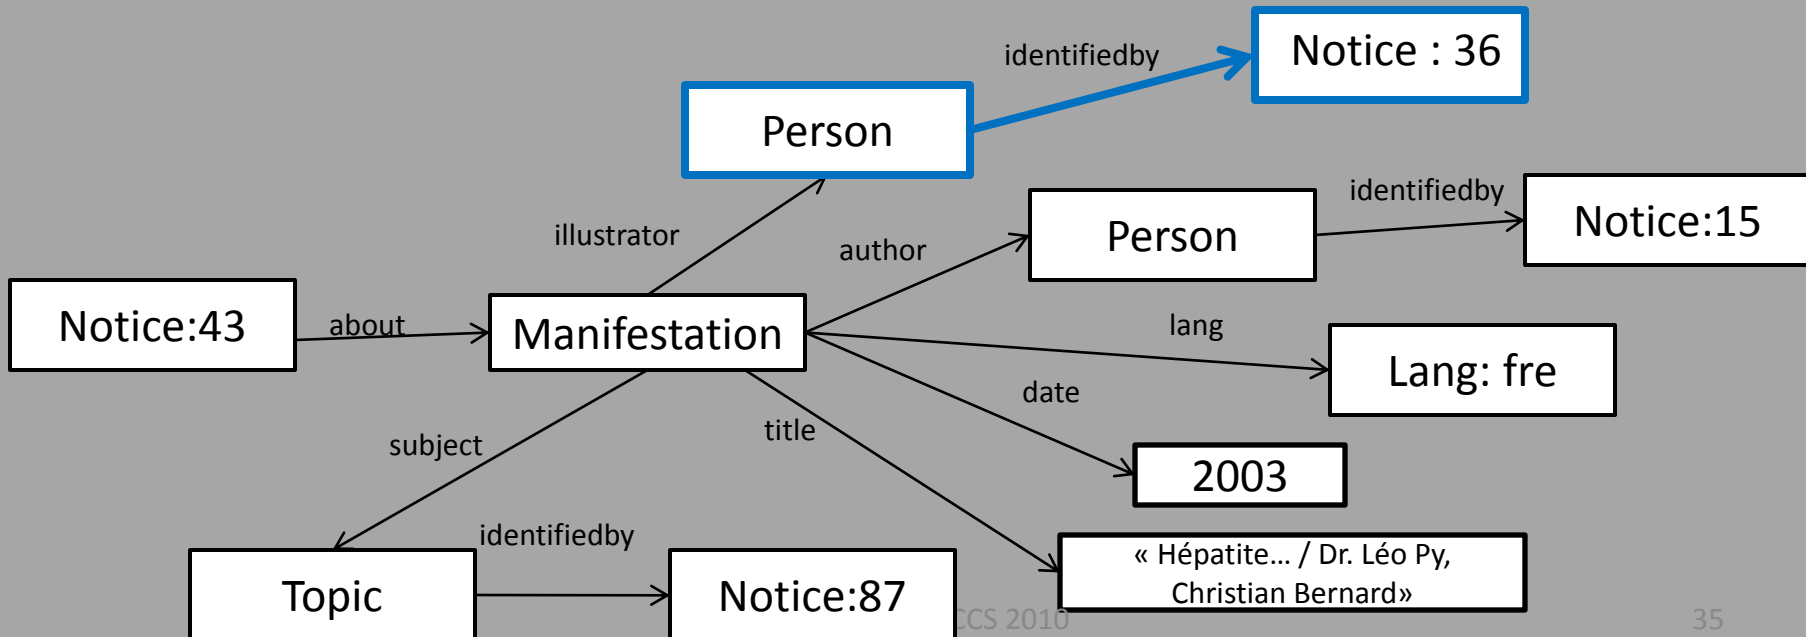 identifiedby
Notice : 36
Person
identifiedby
Notice:15
illustrator
author
Person
Notice:43
about
Manifestation
lang
Lang: fre
date
subject
title
2003
identifiedby
« Hépatite... / Dr. Léo Py,
Christian Bernard»
Topic
Notice:87
CCS 2010
35